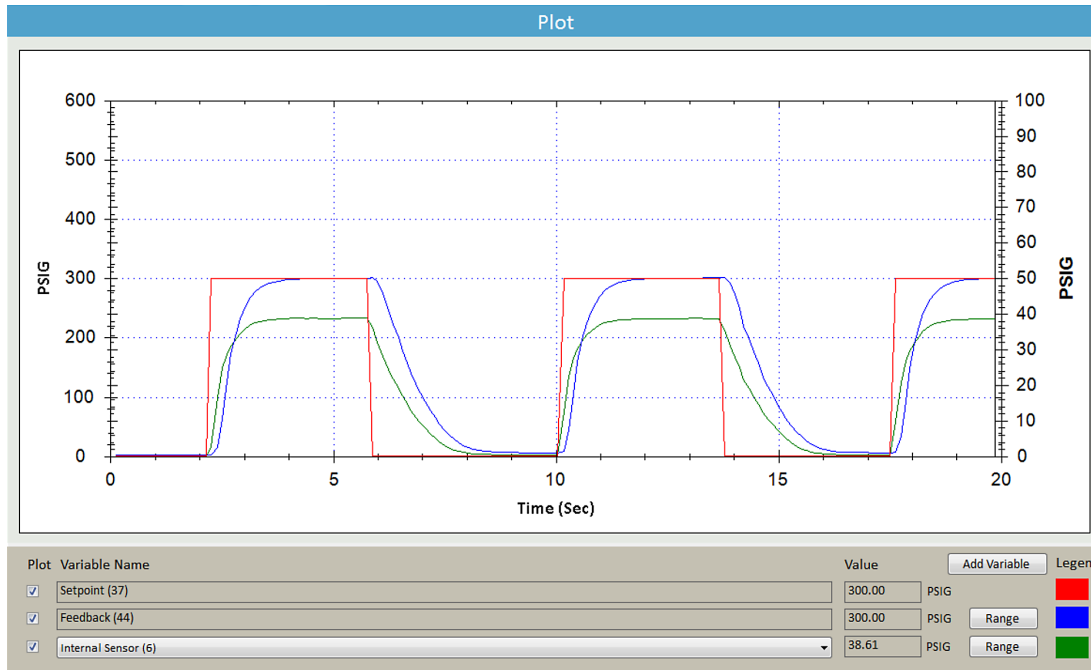 Plot
600 100
90
500
80
400 70
60
PSIG 300 50 PSIG
200 40
30
100 20
10
0 0
0 5 10 15 20
Time (Sec)
Plot Variable Name Value Add Variable Legen
Setpoint (37) 300.00 PSIG
Feedback (44) 300.00 PSIG Range
Internal Sensor (6) 38.61 PSIG Range